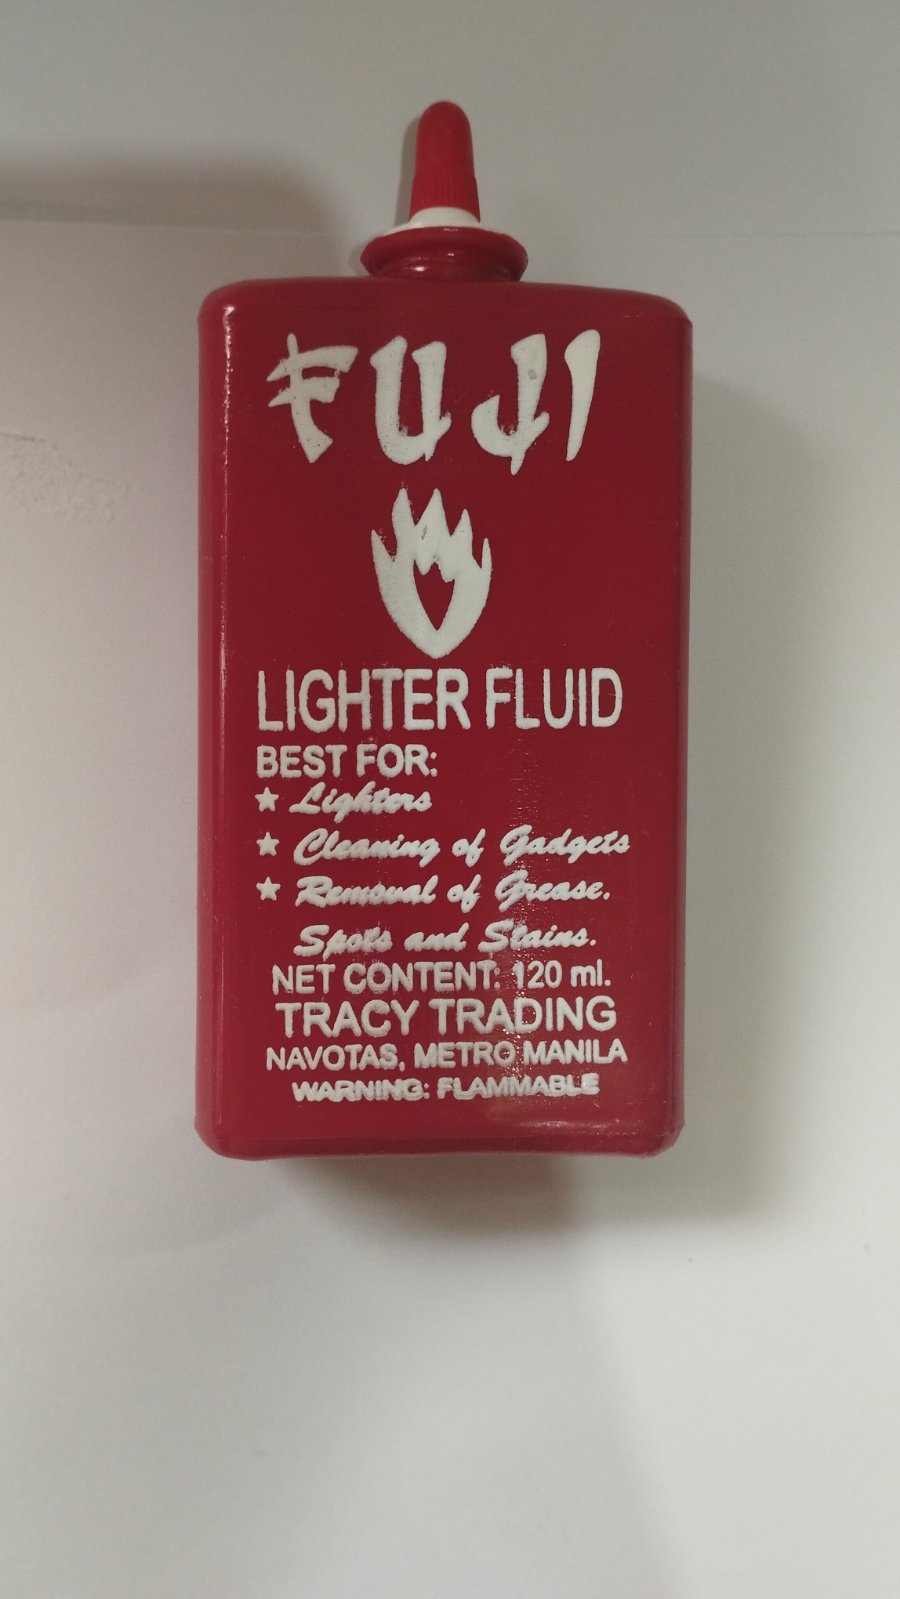 FUJI
LIGHTER FLUID
BEST FOR:
★ Lighters
★ Cleaning of Gadgets
★ Removal of Grease.
Spots and Stains.
NET CONTENT: 120 ml.
TRACY TRADING
NAVOTAS, METRO MANILA
WARNING: FLAMMABLE